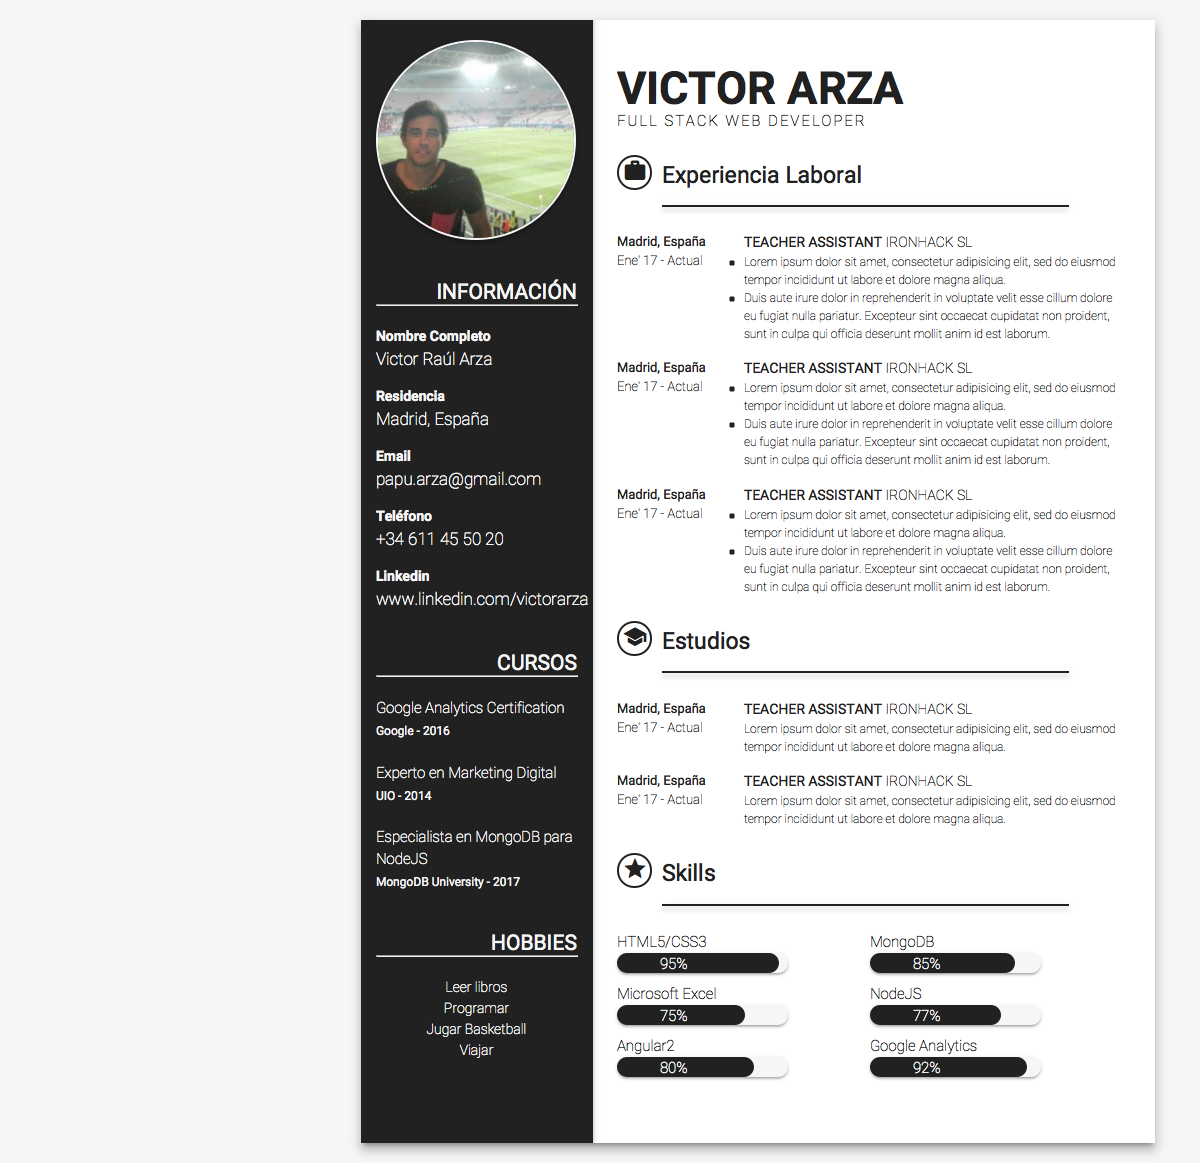 INFORMACIÓN
Nombre Completo
Victor Raúl Arza
Residencia
Madrid, España
Email
papu.arza@gmail.com
Teléfono
+34 611 45 50 20
Linkedin
www.linkedin.com/victorarza
CURSOS
Google Analytics Certification
Google - 2016
Experto en Marketing Digital
UIO - 2014
Especialista en MongoDB para
NodeJS
MongoDB University - 2017
HOBBIES
Leer libros
Programar
Jugar Basketball
Viajar
VICTOR ARZA
FULL STACK WEB DEVELOPER
Experiencia Laboral
Madrid, España
Ene' 17 - Actual
TEACHER ASSISTANT IRONHACK SL
Lorem ipsum dolor sit amet, consectetur adipisicing elit, sed do eiusmod
tempor incididunt ut labore et dolore magna aliqua.
Duis aute irure dolor in reprehenderit in voluptate velit esse cillum dolore
eu fugiat nulla pariatur. Excepteur sint occaecat cupidatat non proident,
sunt in culpa qui officia deserunt mollit anim id est laborum.
Madrid, España
Ene' 17 - Actual
TEACHER ASSISTANT IRONHACK SL
Lorem ipsum dolor sit amet, consectetur adipisicing elit, sed do eiusmod
tempor incididunt ut labore et dolore magna aliqua.
Duis aute irure dolor in reprehenderit in voluptate velit esse cillum dolore
eu fugiat nulla pariatur. Excepteur sint occaecat cupidatat non proident,
sunt in culpa qui officia deserunt mollit anim id est laborum.
Madrid, España
Ene' 17 - Actual
TEACHER ASSISTANT IRONHACK SL
Lorem ipsum dolor sit amet, consectetur adipisicing elit, sed do eiusmod
tempor incididunt ut labore et dolore magna aliqua.
Duis aute irure dolor in reprehenderit in voluptate velit esse cillum dolore
eu fugiat nulla pariatur. Excepteur sint occaecat cupidatat non proident,
sunt in culpa qui officia deserunt mollit anim id est laborum.
Estudios
Madrid, España
Ene' 17 - Actual
TEACHER ASSISTANT IRONHACK SL
Lorem ipsum dolor sit amet, consectetur adipisicing elit, sed do eiusmod
tempor incididunt ut labore et dolore magna aliqua.
Madrid, España
Ene' 17 - Actual
TEACHER ASSISTANT IRONHACK SL
Lorem ipsum dolor sit amet, consectetur adipisicing elit, sed do eiusmod
tempor incididunt ut labore et dolore magna aliqua.
Skills
HTML5/CSS3
95%
MongoDB
85%
Microsoft Excel
75%
NodeJS
77%
Angular2
80%
Google Analytics
92%